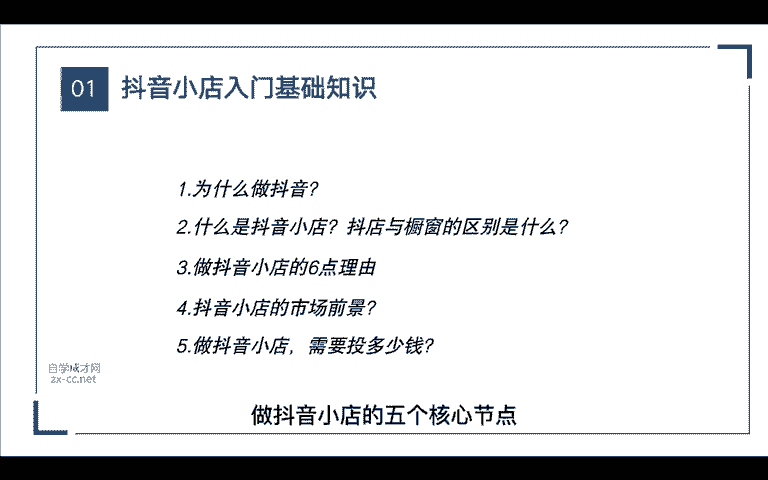 01 抖音小店入门基础知识
1.为什么做抖音?
2.什么是抖音小店? 抖店与橱窗的区别是什么?
3.做抖音小店的6点理由
4.抖音小店的市场前景?
5.做抖音小店，需要投多少钱?
自学成才网
zx-cc.net
做抖音小店的五个核心节点